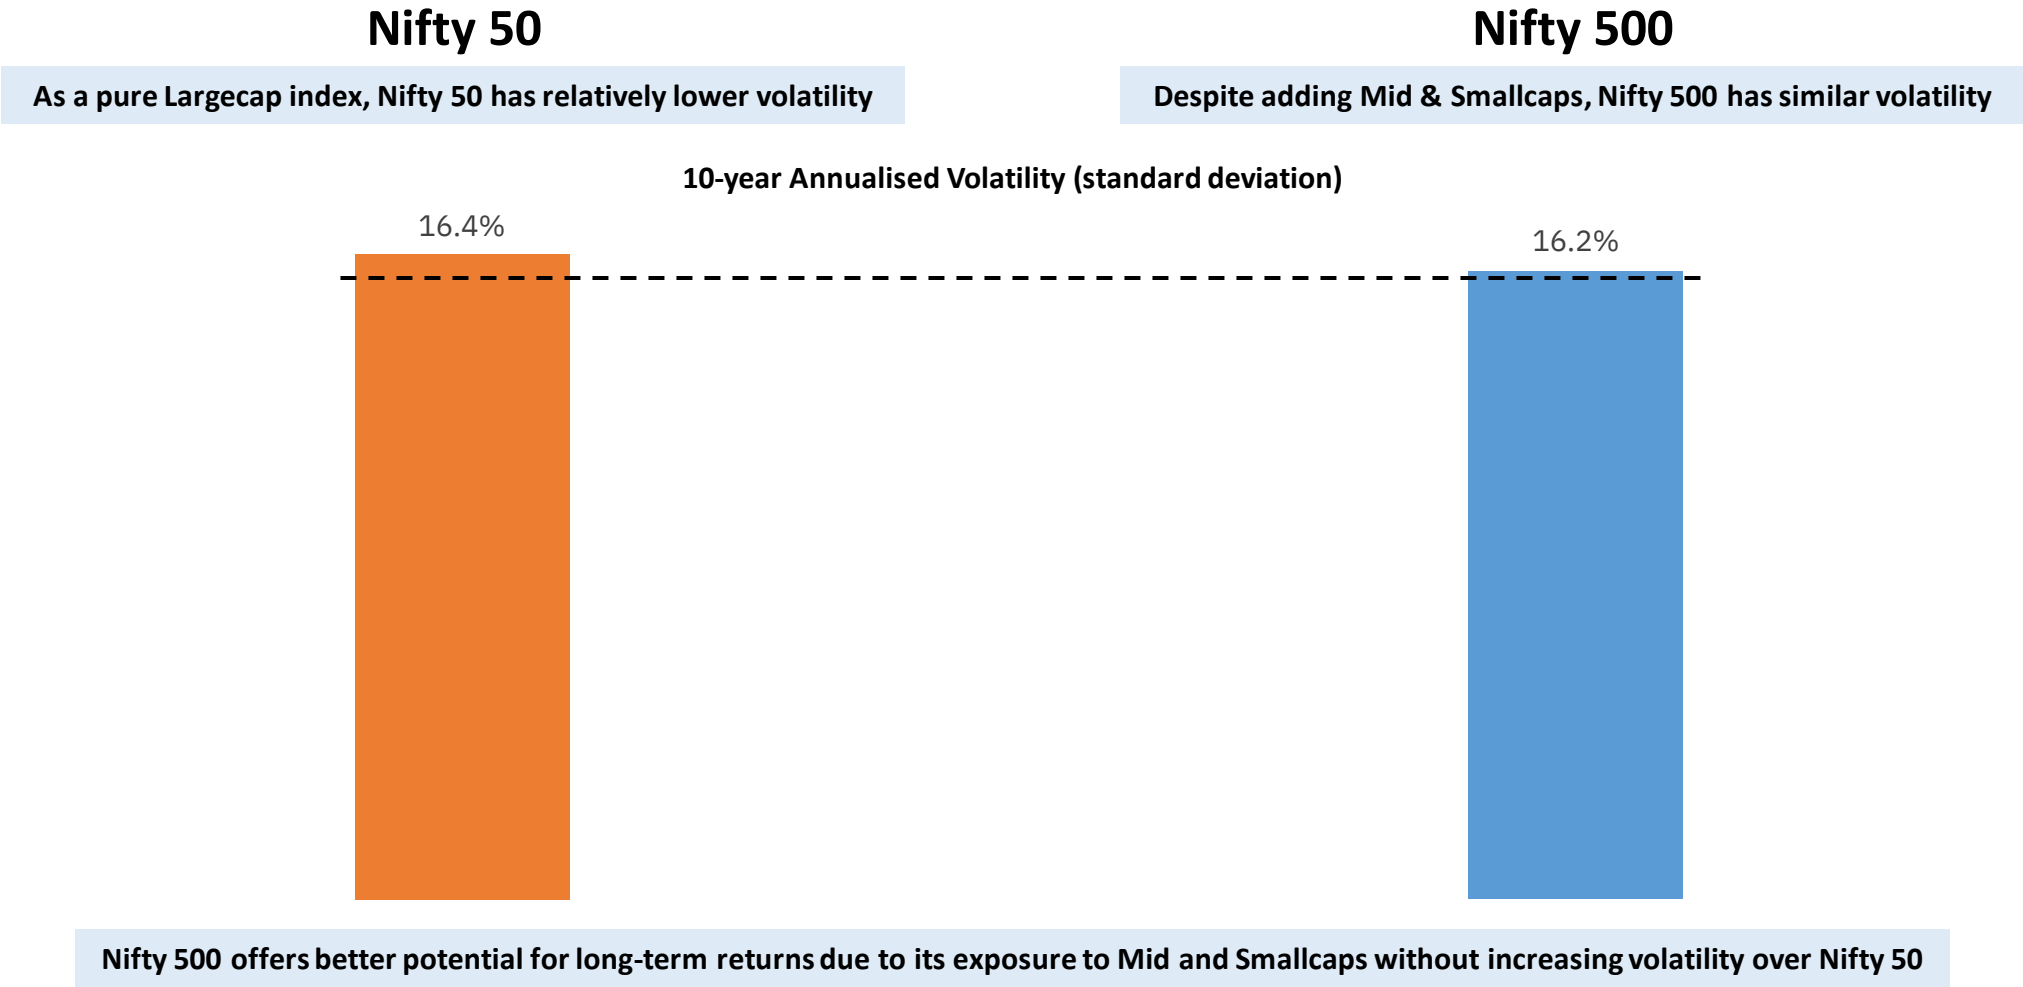 Nifty 50
Nifty 500
As a pure Largecap index, Nifty 50 has relatively lower volatility
Despite adding Mid & Smallcaps, Nifty 500 has similar volatility
10-year Annualised Volatility (standard deviation)
16.4%
16.2%
Nifty 500 offers better potential for long-term returns due to its exposure to Mid and Smallcaps without increasing volatility over Nifty 50